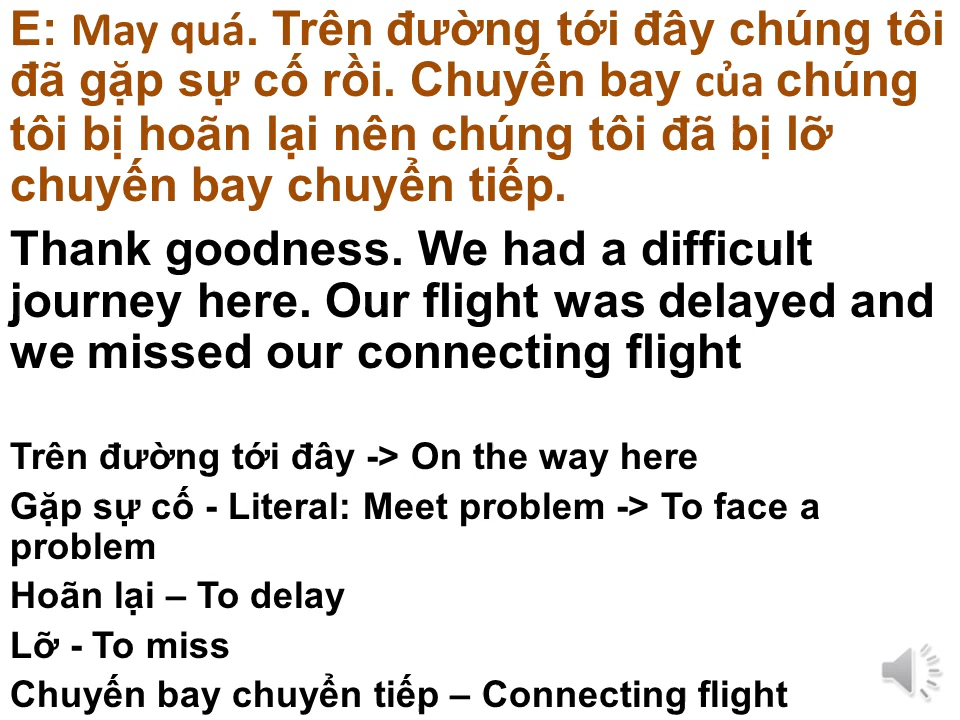 E: May quá. Trên đường tới đây chúng tôi
đã gặp sự cố rồi. Chuyến bay của chúng
tôi bị hoãn lại nên chúng tôi đã bị lỡ
chuyến bay chuyển tiếp.
Thank goodness. We had a difficult
journey here. Our flight was delayed and
we missed our connecting flight
Trên đường tới đây -> On the way here
Gặp sự cố - Literal: Meet problem -> To face a
problem
Hoãn lại – To delay
Lỡ - To miss
Chuyến bay chuyển tiếp – Connecting flight